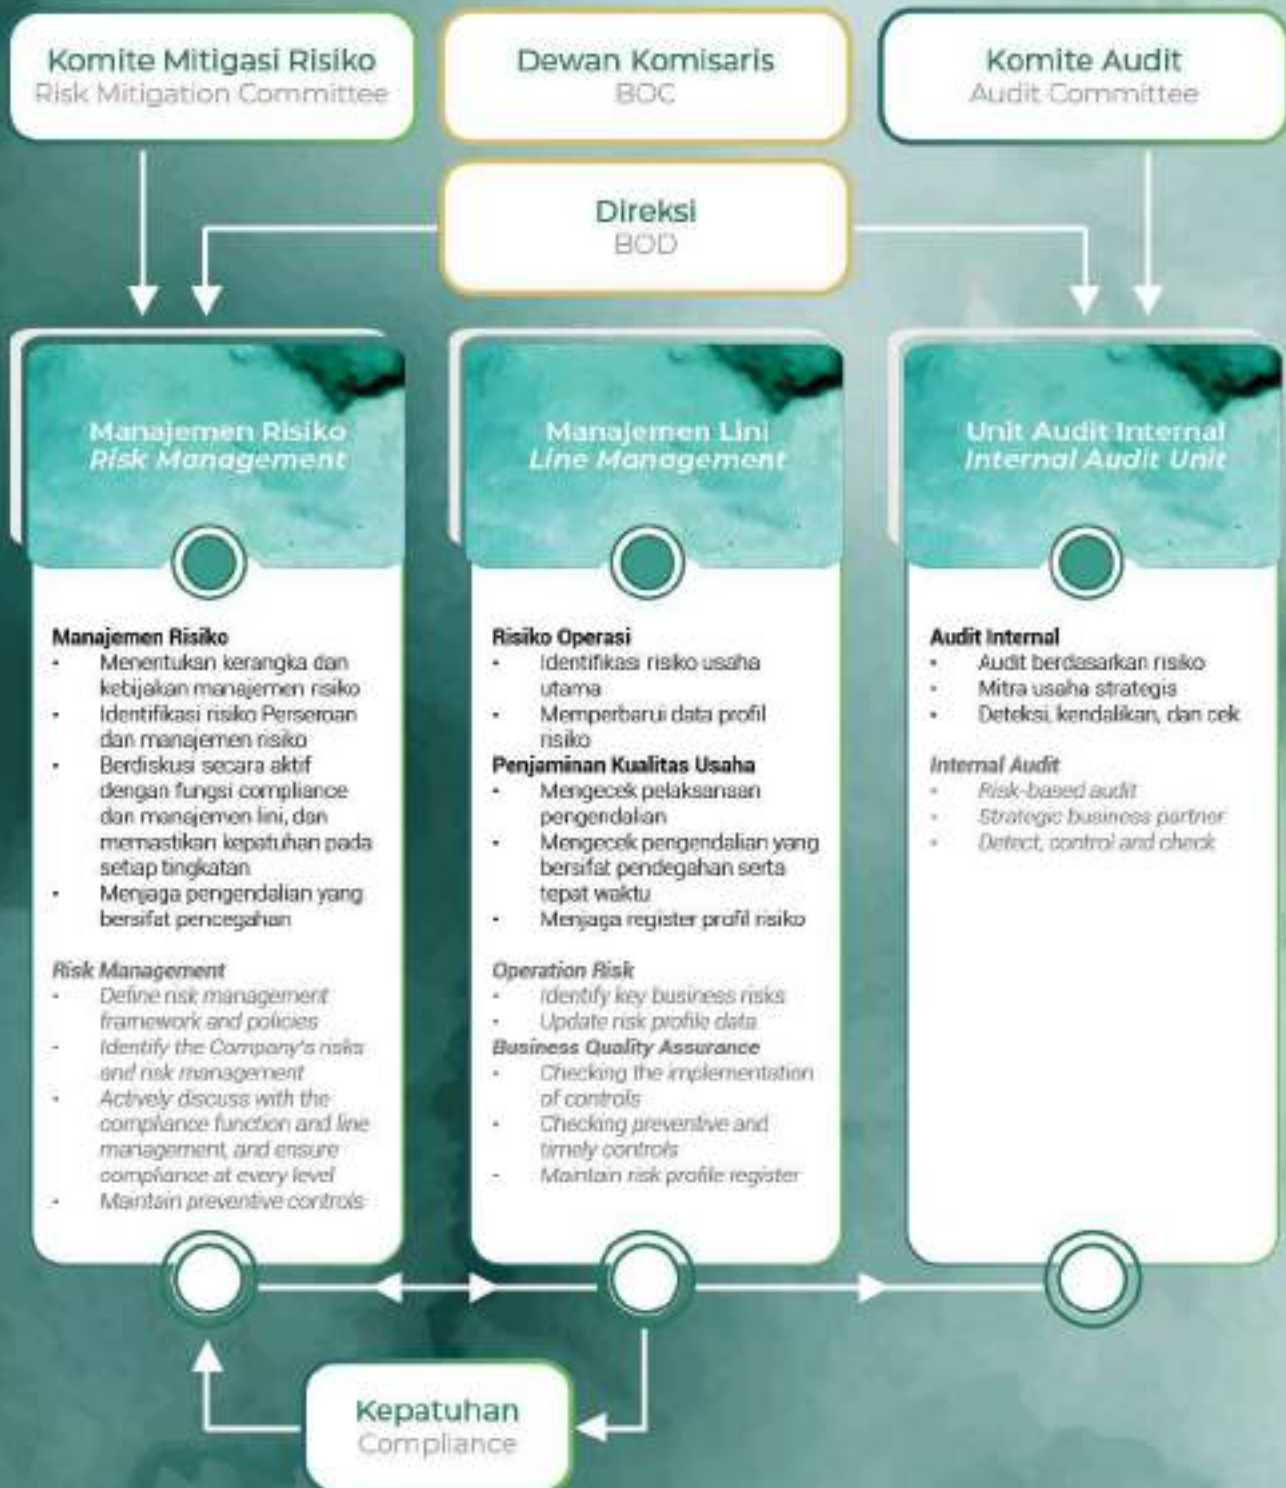 Komite Mitigasi Risiko
Risk Mitigation Committee
Dewan Komisaris
BOC
Komite Audit
Audit Committee
Direksi
BOD
Manajemen Risiko
Risk Management
Manajemen Risiko
• Menentukan kerangka dan
kebijakan manajemen risiko
• Identifikasi risiko Perseroan
dan manajemen risiko
• Berdiskusi secara aktif
dengan fungsi compliance
dan manajemen lini, dan
memastikan kepatuhan pada
setiap tingkatan
• Menjaga pengendalian yang
bersifat pencegahan
Risk Management
• Define risk management
framework and policies
• Identify the Company's risks
and risk management
• Actively discuss with the
compliance function and line
management, and ensure
compliance at every level
• Maintain preventive controls
Manajemen Lini
Line Management
Risiko Operasi
• Identifikasi risiko usaha
utama
• Memperbarui data profil
risiko
Penjaminan Kualitas Usaha
• Mengecek pelaksanaan
pengendalian
• Mengecek pengendalian yang
bersifat pendegahan serta
tepat waktu
• Menjaga register profil risiko
Operation Risk
• Identify key business risks
• Update risk profile data
Business Quality Assurance
• Checking the implementation
of controls
• Checking preventive and
timely controls
• Maintain risk profile register
Unit Audit Internal
Internal Audit Unit
Audit Internal
• Audit berdasarkan risiko
• Mitra usaha strategis
• Deteksi, kendalikan, dan cek
Internal Audit
• Risk-based audit
• Strategic business partner
• Detect, control and check
Kepatuhan
Compliance